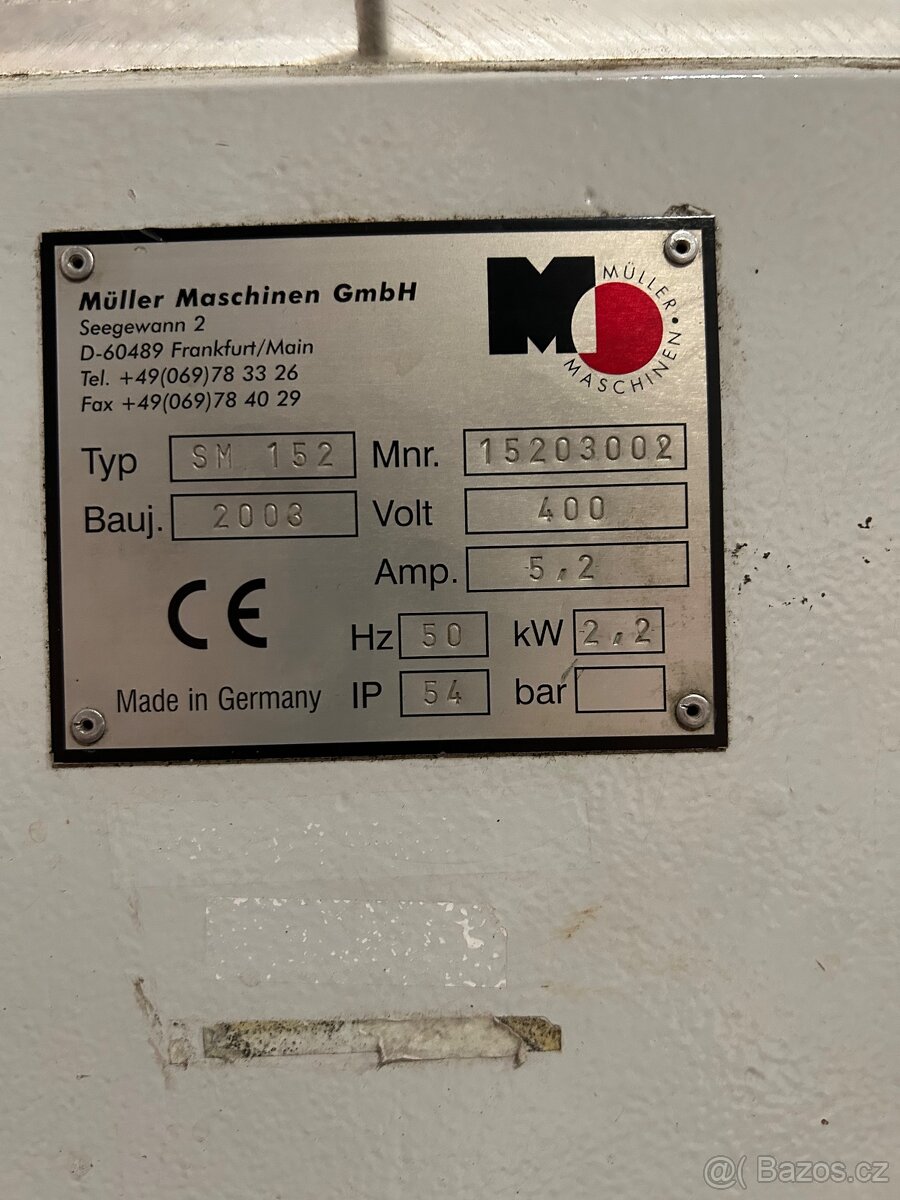 Müller Maschinen GmbH
Seegewann 2
D-60489 Frankfurt/Main
Tel. +49(069)78 33 26
Fax +49(069)78 40 29
M
MÜLLER • MASCHINEN
Typ SM 152 Mnr. 15203002
Bauj. 2003 Volt 400
Amp. 5,2
CE Hz 50 kW 2,2
Made in Germany IP 54 bar
@( Bazos.cz